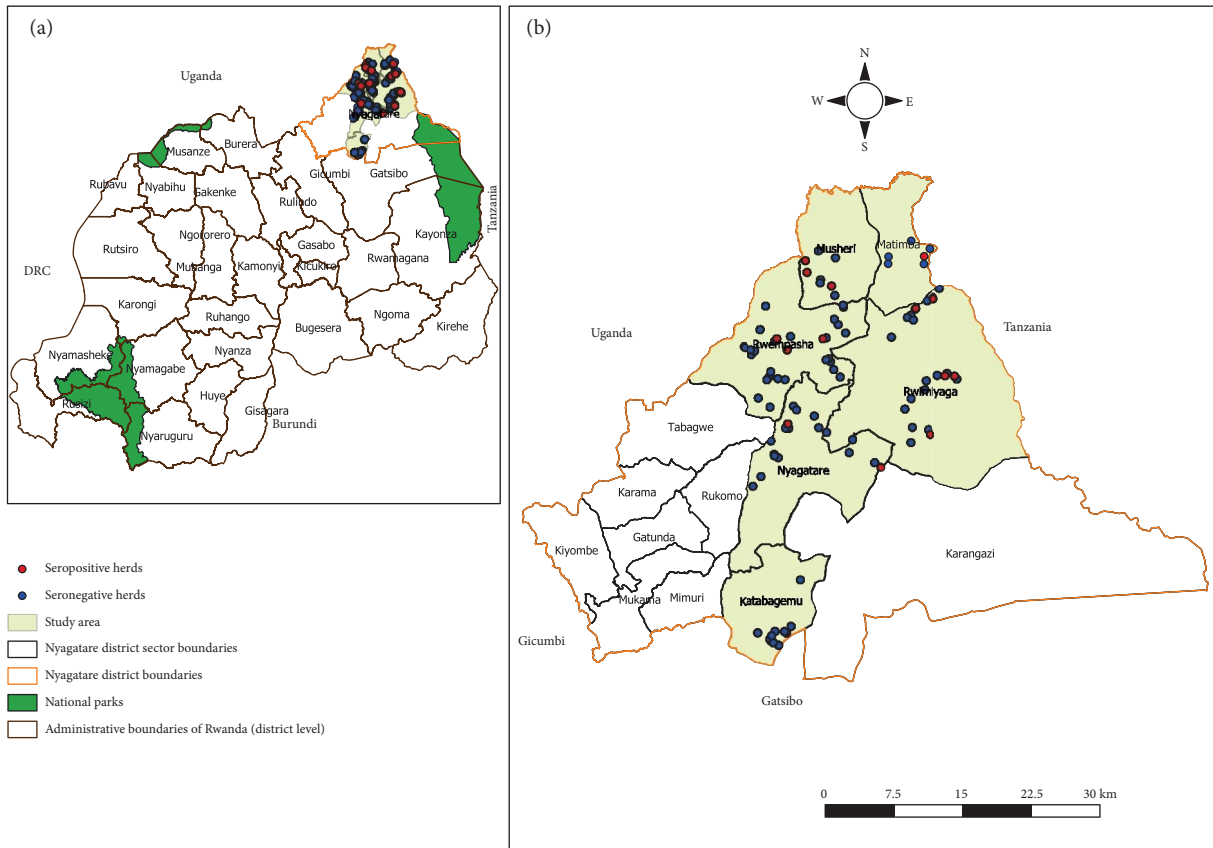 (a)
Uganda
Nyagatare
Burera
Musanze
Gicumbi
Gatsibo
Rubavu
Nyabihu
Gakenke
Rulindo
Tanzania
Rutsiro
Ngororero
Gasabo
Kayonza
DRC
Muhanga
Kamonyi
Kicukiro
Rwamagana
Karongi
Ruhango
Bugesera
Ngoma
Kirehe
Nyamasheke
Nyamagabe
Nyanza
Rusizi
Huye
Gisagara
Burundi
Nyaruguru
Seropositive herds
Seronegative herds
Study area
Nyagatare district sector boundaries
Nyagatare district boundaries
National parks
Administrative boundaries of Rwanda (district level)
(b)
N
W E
S
Musheri
Matimba
Uganda
Tanzania
Rwempasha
Rwimiyaga
Tabagwe
Nyagatare
Karama
Rukomo
Gatunda
Kiyombe
Karangazi
Mukama
Mimuri
Katabagemu
Gicumbi
Gatsibo
0 7.5 15 22.5 30 km